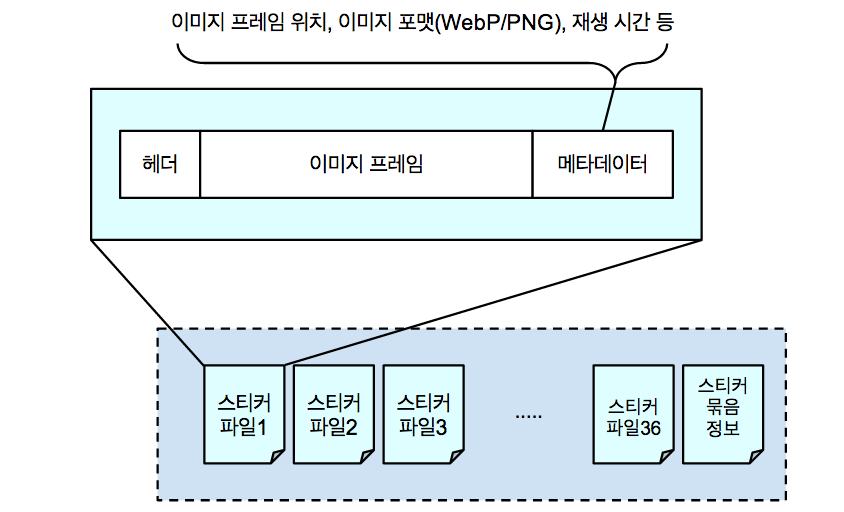 이미지 프레임 위치, 이미지 포맷(WebP/PNG), 재생 시간 등
헤더
이미지 프레임
메타데이터
스티커
파일1
스티커
파일2
스티커
파일3
.....
스티커
파일36
스티커
묶음
정보